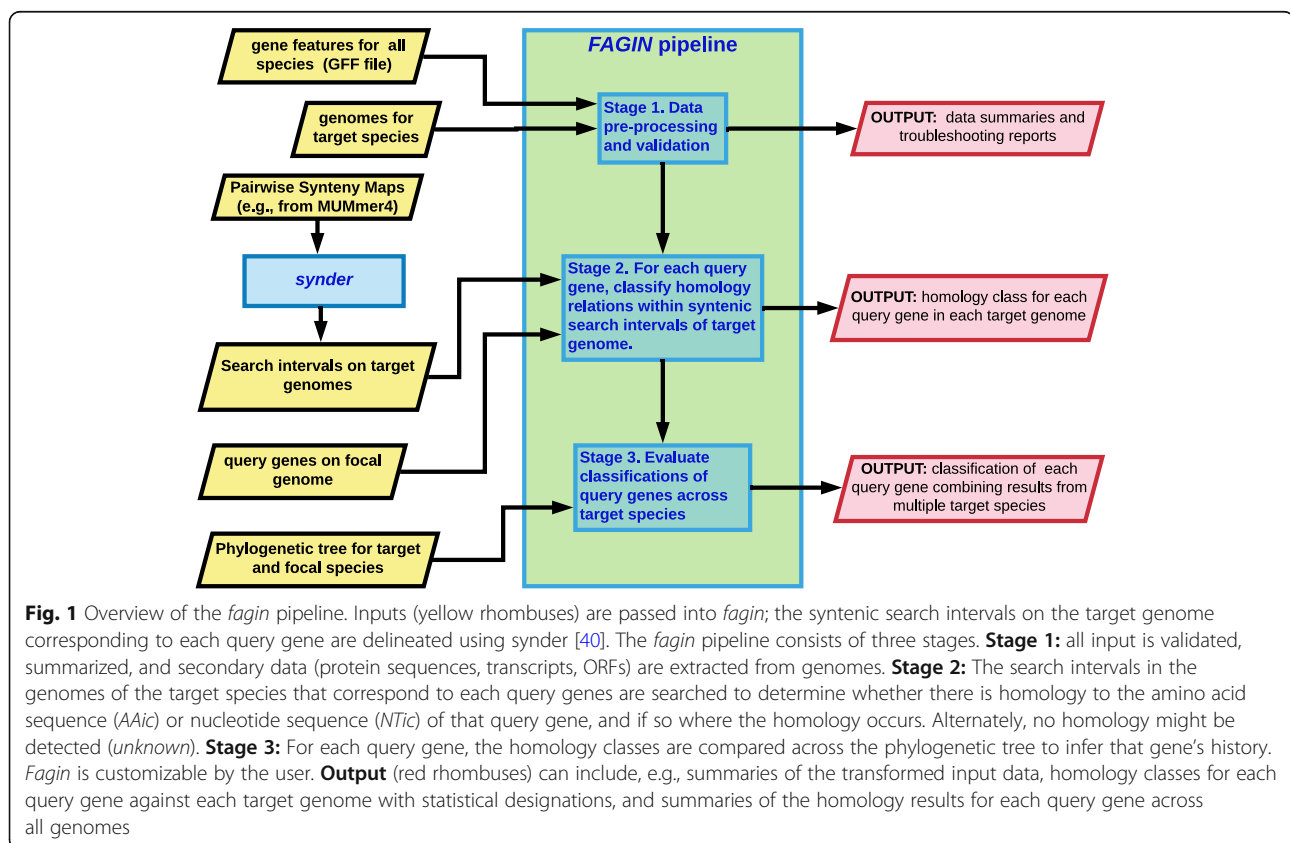 FAGIN pipeline
gene features for all
species (GFF file)
genomes for
target species
Stage 1. Data
pre-processing
and validation
OUTPUT: data summaries and
troubleshooting reports
Pairwise Synteny Maps
(e.g., from MUMmer4)
synder
Search intervals on target
genomes
Stage 2. For each query
gene, classify homology
relations within syntenic
search intervals of target
genome.
OUTPUT: homology class for each
query gene in each target genome
query genes on focal
genome
Stage 3. Evaluate
classifications of
query genes across
target species
OUTPUT: classification of each
query gene combining results from
multiple target species
Phylogenetic tree for target
and focal species
Fig. 1 Overview of the fagin pipeline. Inputs (yellow rhombuses) are passed into fagin; the syntenic search intervals on the target genome
corresponding to each query gene are delineated using synder [40]. The fagin pipeline consists of three stages. Stage 1: all input is validated,
summarized, and secondary data (protein sequences, transcripts, ORFs) are extracted from genomes. Stage 2: The search intervals in the
genomes of the target species that correspond to each query genes are searched to determine whether there is homology to the amino acid
sequence (AAic) or nucleotide sequence (NTic) of that query gene, and if so where the homology occurs. Alternately, no homology might be
detected (unknown). Stage 3: For each query gene, the homology classes are compared across the phylogenetic tree to infer that gene's history.
Fagin is customizable by the user. Output (red rhombuses) can include, e.g., summaries of the transformed input data, homology classes for each
query gene against each target genome with statistical designations, and summaries of the homology results for each query gene across
all genomes